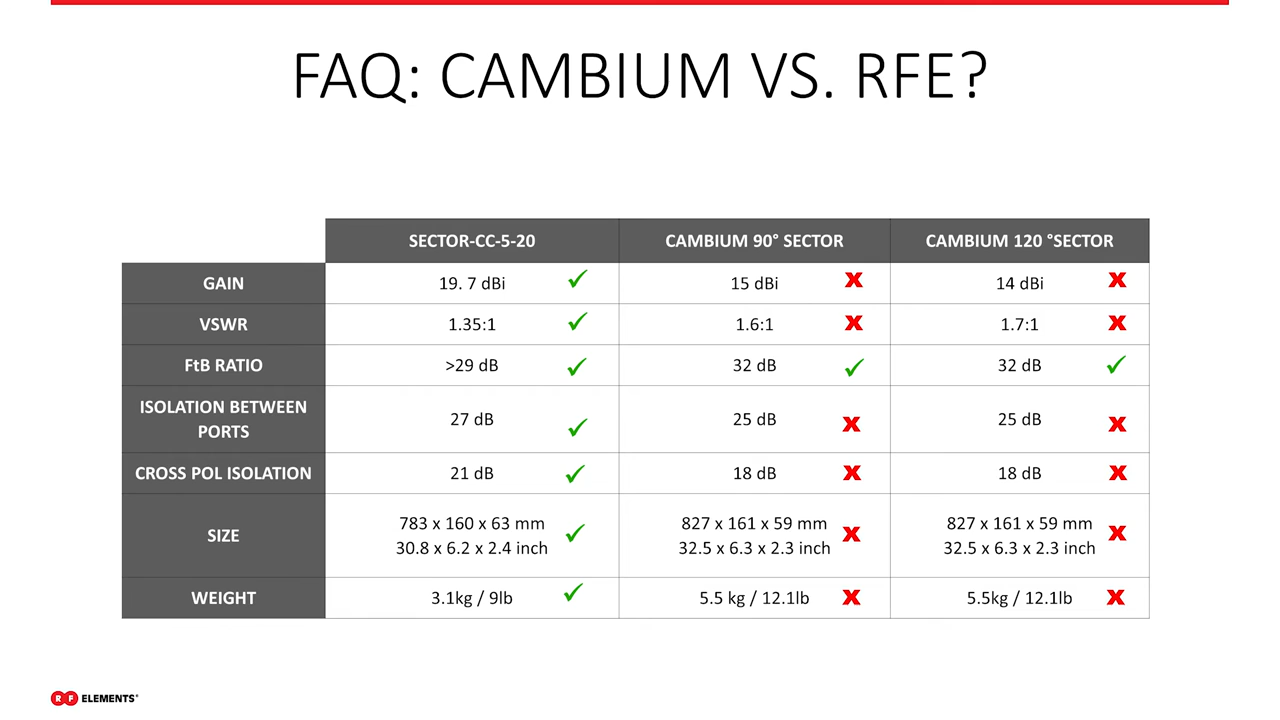 FAQ: CAMBIUM VS. RFE?
SECTOR-CC-5-20 CAMBIUM 90° SECTOR CAMBIUM 120 °SECTOR
GAIN 19. 7 dBi ✓ 15 dBi X 14 dBi X
VSWR 1.35:1 ✓ 1.6:1 X 1.7:1 X
FtB RATIO >29 dB ✓ 32 dB ✓ 32 dB ✓
ISOLATION BETWEEN
PORTS 27 dB ✓ 25 dB X 25 dB X
CROSS POL ISOLATION 21 dB ✓ 18 dB X 18 dB X
SIZE 783 x 160 x 63 mm ✓ 827 x 161 x 59 mm X 827 x 161 x 59 mm X
30.8 x 6.2 x 2.4 inch 32.5 x 6.3 x 2.3 inch 32.5 x 6.3 x 2.3 inch
WEIGHT 3.1kg / 9lb ✓ 5.5 kg / 12.1lb X 5.5kg / 12.1lb X
RF ELEMENTS®